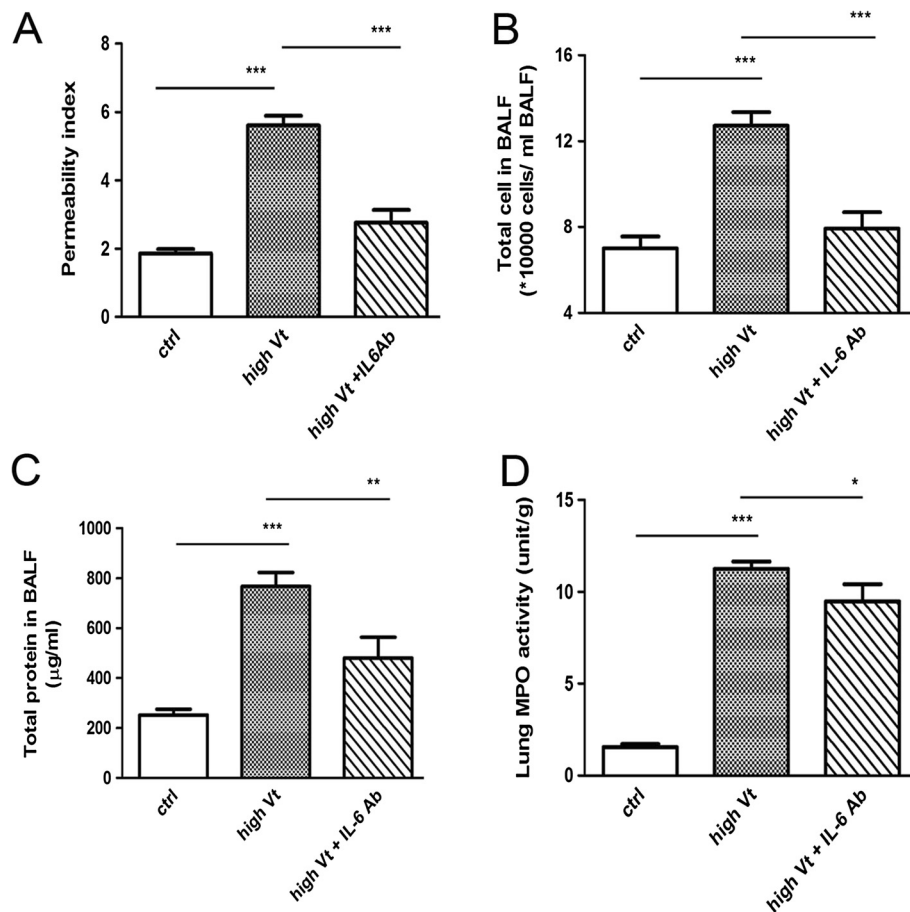 A
Permeability index
8
6
4
2
0
***
***
ctrl
high Vt
high Vt +IL6Ab
B
Total cell in BALF
(*10000 cells/ ml BALF)
16
12
8
4
***
***
ctrl
high Vt
high Vt + IL-6 Ab
C
Total protein in BALF
(μg/ml)
1000
800
600
400
200
0
***
**
ctrl
high Vt
high Vt + IL-6 Ab
D
Lung MPO activity (unit/g)
15
10
5
0
***
*
ctrl
high Vt
high Vt + IL-6 Ab